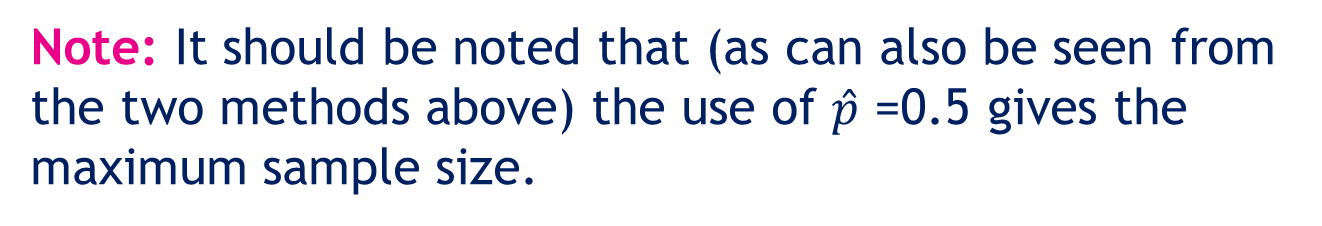 Note: It should be noted that (as can also be seen from
the two methods above) the use of p̂ =0.5 gives the
maximum sample size.